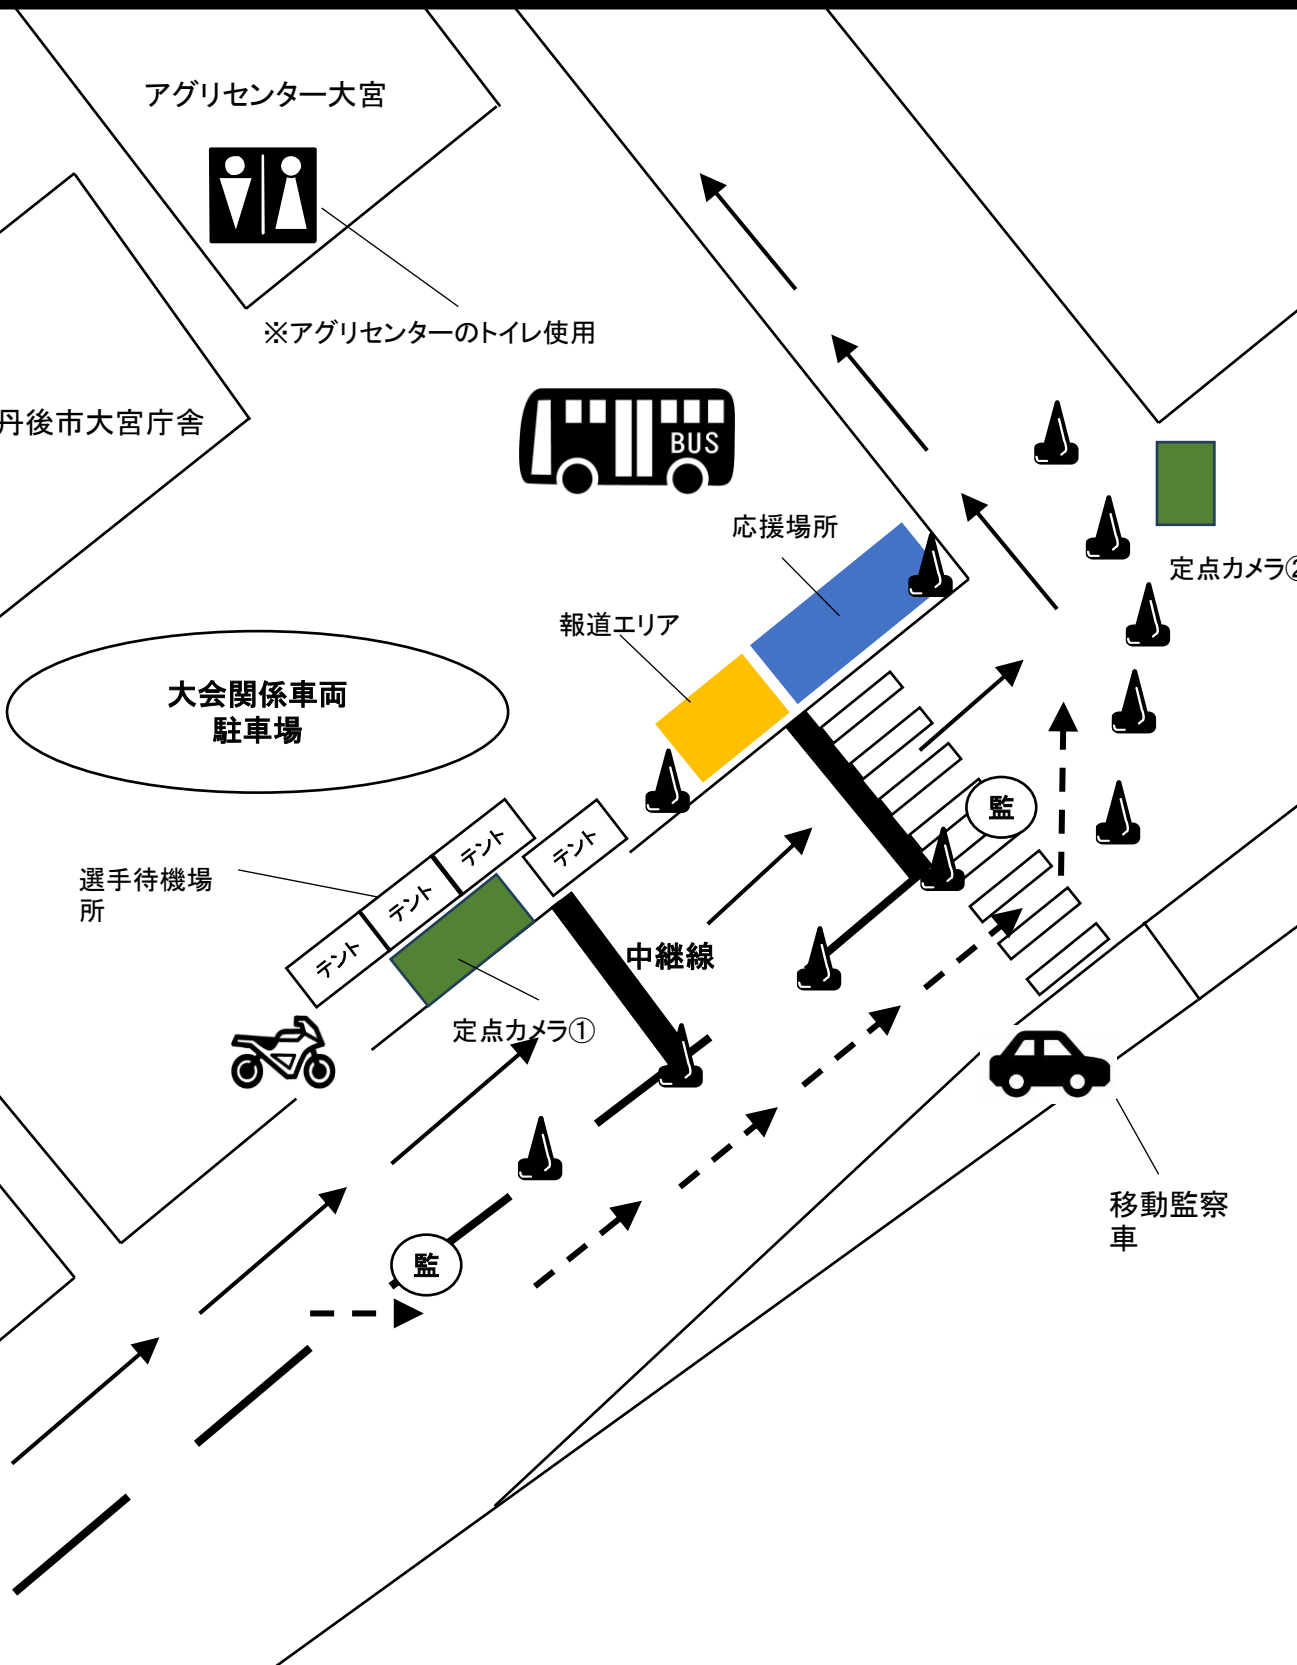 アグリセンター大宮
※アグリセンターのトイレ使用
丹後市大宮庁舎
BUS
応援場所
定点カメラ②
報道エリア
大会関係車両
駐車場
監
テント
テント
テント
テント
選手待機場
所
中継線
定点カメラ①
移動監察
車
監